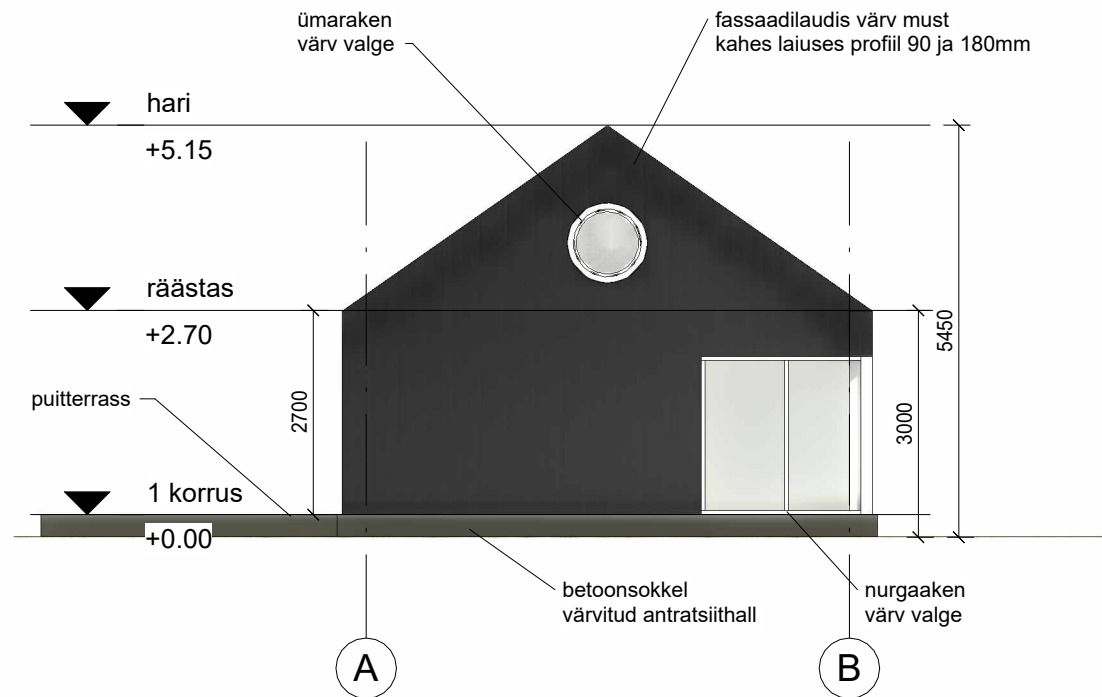 ümaraken
värv valge
fassaadilaudis värv must
kahes laiuses profiil 90 ja 180mm
hari
+5.15
räästas
+2.70
puitterrass
2700
3000
5450
1 korrus
+0.00
betoonsokkel
värvitud antratsiithall
nurgaaken
värv valge
A
B